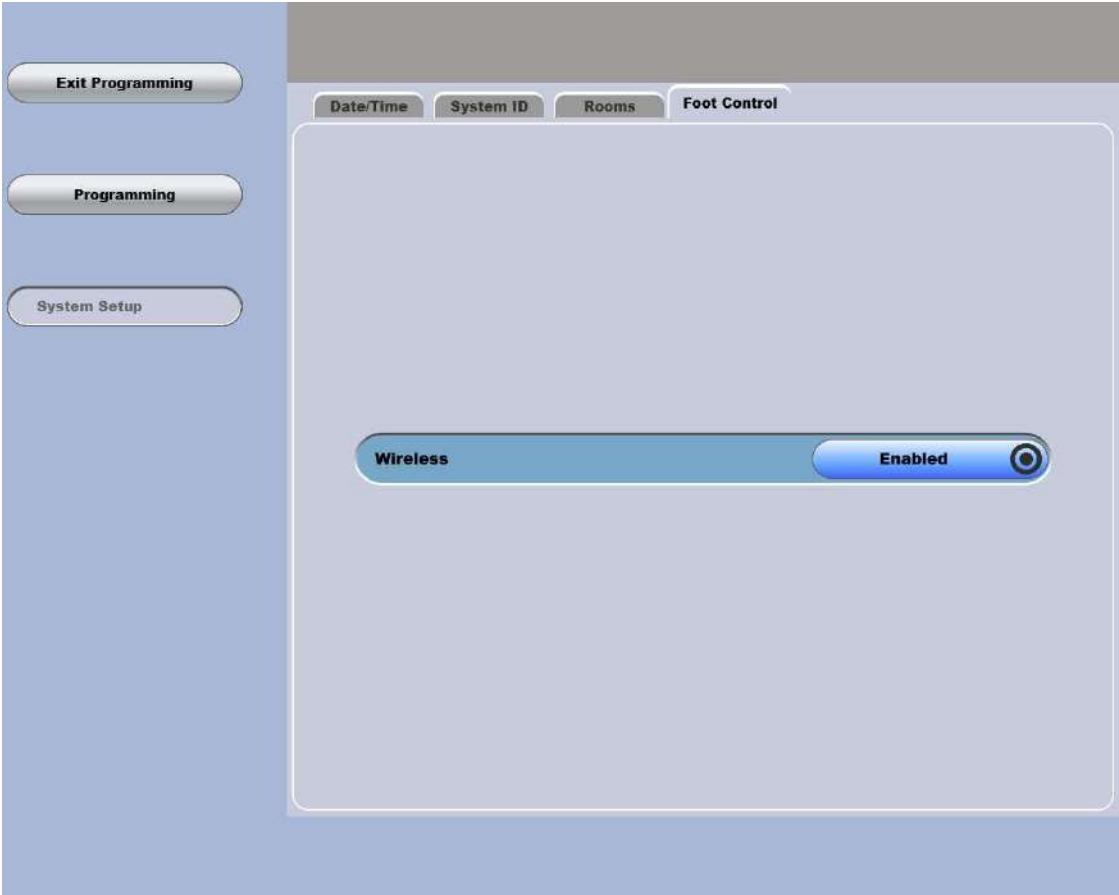 Exit Programming
Programming
System Setup
Date/Time
System ID
Rooms
Foot Control
Wireless
Enabled